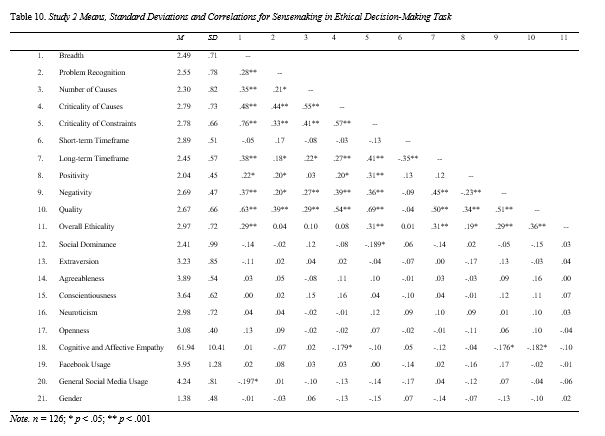 Table 10. Study 2 Means, Standard Deviations and Correlations for Sensemaking in Ethical Decision-Making Task
M SD 1 2 3 4 5 6 7 8 9 10 11
1. Breadth 2.49 .71 --
2. Problem Recognition 2.55 .78 .28** --
3. Number of Causes 2.30 .82 .35** .21* --
4. Criticality of Causes 2.79 .73 .48** .44** .55** --
5. Criticality of Constraints 2.78 .66 .76** .33** .41** .57** --
6. Short-term Timeframe 2.89 .51 -.05 .17 -.08 -.03 -.13 --
7. Long-term Timeframe 2.45 .57 .38** .18* .22* .27** .41** -.35** --
8. Positivity 2.04 .45 .22* .20* .03 .20* .31** .13 .12 --
9. Negativity 2.69 .47 .37** .20* .27** .39** .36** -.09 .45** -.23** --
10. Quality 2.67 .66 .63** .39** .29** .54** .69** -.04 .50** .34** .51** --
11. Overall Ethicality 2.97 .72 .29** 0.04 0.10 0.08 .31** 0.01 .31** .19* .29** .36** --
12. Social Dominance 2.41 .99 -.14 -.02 .12 -.08 -.189* .06 -.14 .02 -.05 -.15 .03
13. Extraversion 3.23 .85 -.11 .02 .04 .02 -.04 -.07 .00 -.17 .13 -.03 .04
14. Agreeableness 3.89 .54 .03 .05 -.08 .11 .10 -.01 .03 -.03 .09 .16 .00
15. Conscientiousness 3.64 .62 .00 .02 .15 .16 .04 -.10 .04 -.01 .12 .11 .07
16. Neuroticism 2.98 .72 .04 .04 -.02 .01 .12 .09 .10 .09 .01 .10 .03
17. Openness 3.08 .40 .13 .09 -.02 -.02 .07 -.02 -.01 -.11 .06 .10 -.04
18. Cognitive and Affective Empathy 61.94 10.41 .01 -.07 .02 -.179* -.10 .05 -.12 -.04 -.176* -.182* -.10
19. Facebook Usage 3.95 1.28 .02 .08 .03 .03 .00 -.14 .02 -.16 .17 -.02 -.01
20. General Social Media Usage 4.24 .81 -.197* .01 -.10 -.13 -.14 -.17 .04 -.12 .07 -.04 -.06
21. Gender 1.38 .48 -.01 -.03 .06 -.13 -.15 .07 -.14 -.07 -.13 -.10 .02
Note. n = 126; * p < .05; ** p < .001